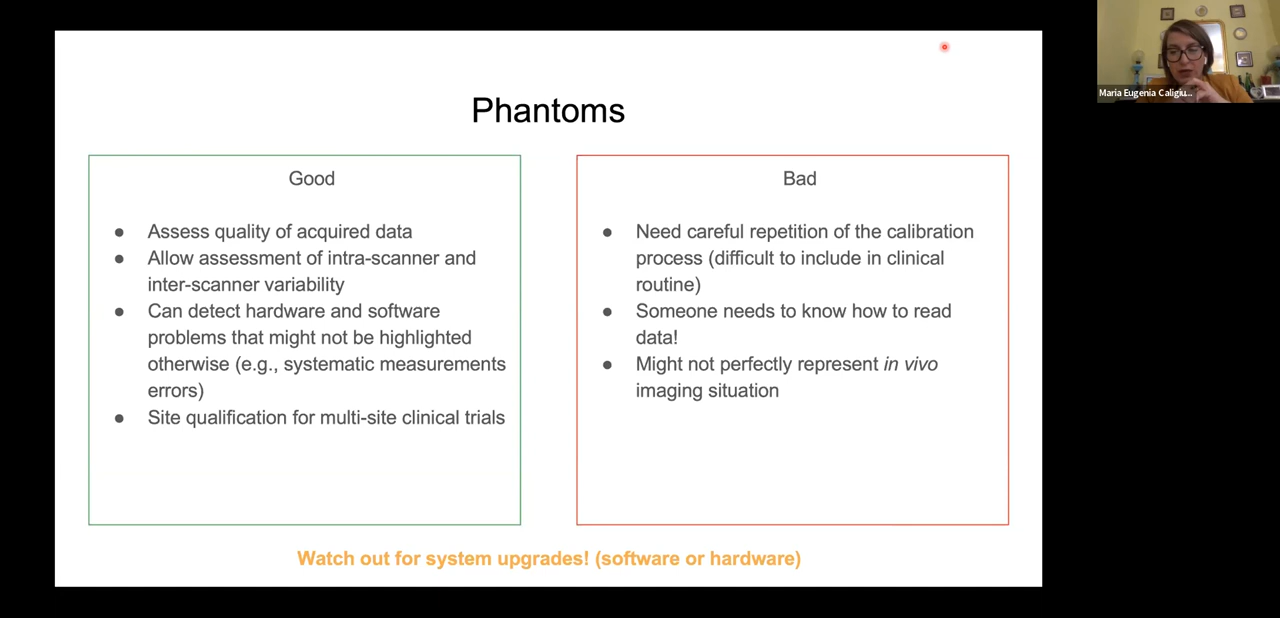 Phantoms
Good
● Assess quality of acquired data
● Allow assessment of intra-scanner and
inter-scanner variability
● Can detect hardware and software
problems that might not be highlighted
otherwise (e.g., systematic measurements
errors)
● Site qualification for multi-site clinical trials
Bad
● Need careful repetition of the calibration
process (difficult to include in clinical
routine)
● Someone needs to know how to read
data!
● Might not perfectly represent in vivo
imaging situation
Watch out for system upgrades! (software or hardware)
Maria Eugenia Caligiu...